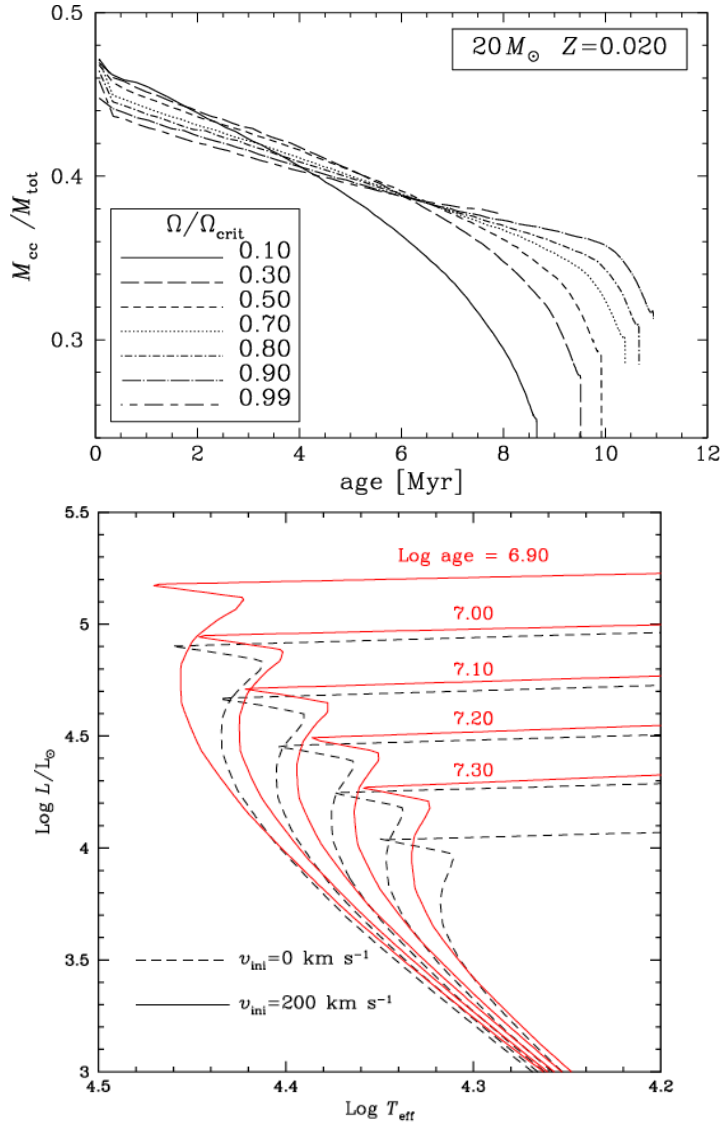 0.5
20 M⊙ Z=0.020
0.4
0.3
M_cc / M_tot
Ω/Ω_crit
0.10
0.30
0.50
0.70
0.80
0.90
0.99
0 2 4 6 8 10 12
age [Myr]
5.5
5
4.5
4
3.5
3
Log L/L⊙
Log age = 6.90
7.00
7.10
7.20
7.30
v_ini=0 km s⁻¹
v_ini=200 km s⁻¹
4.5 4.4 4.3 4.2
Log T_eff